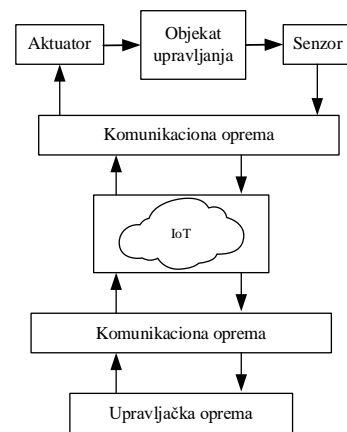 Aktuator
Objekat
upravljanja
Senzor
Komunikaciona oprema
IoT
Komunikaciona oprema
Upravljačka oprema